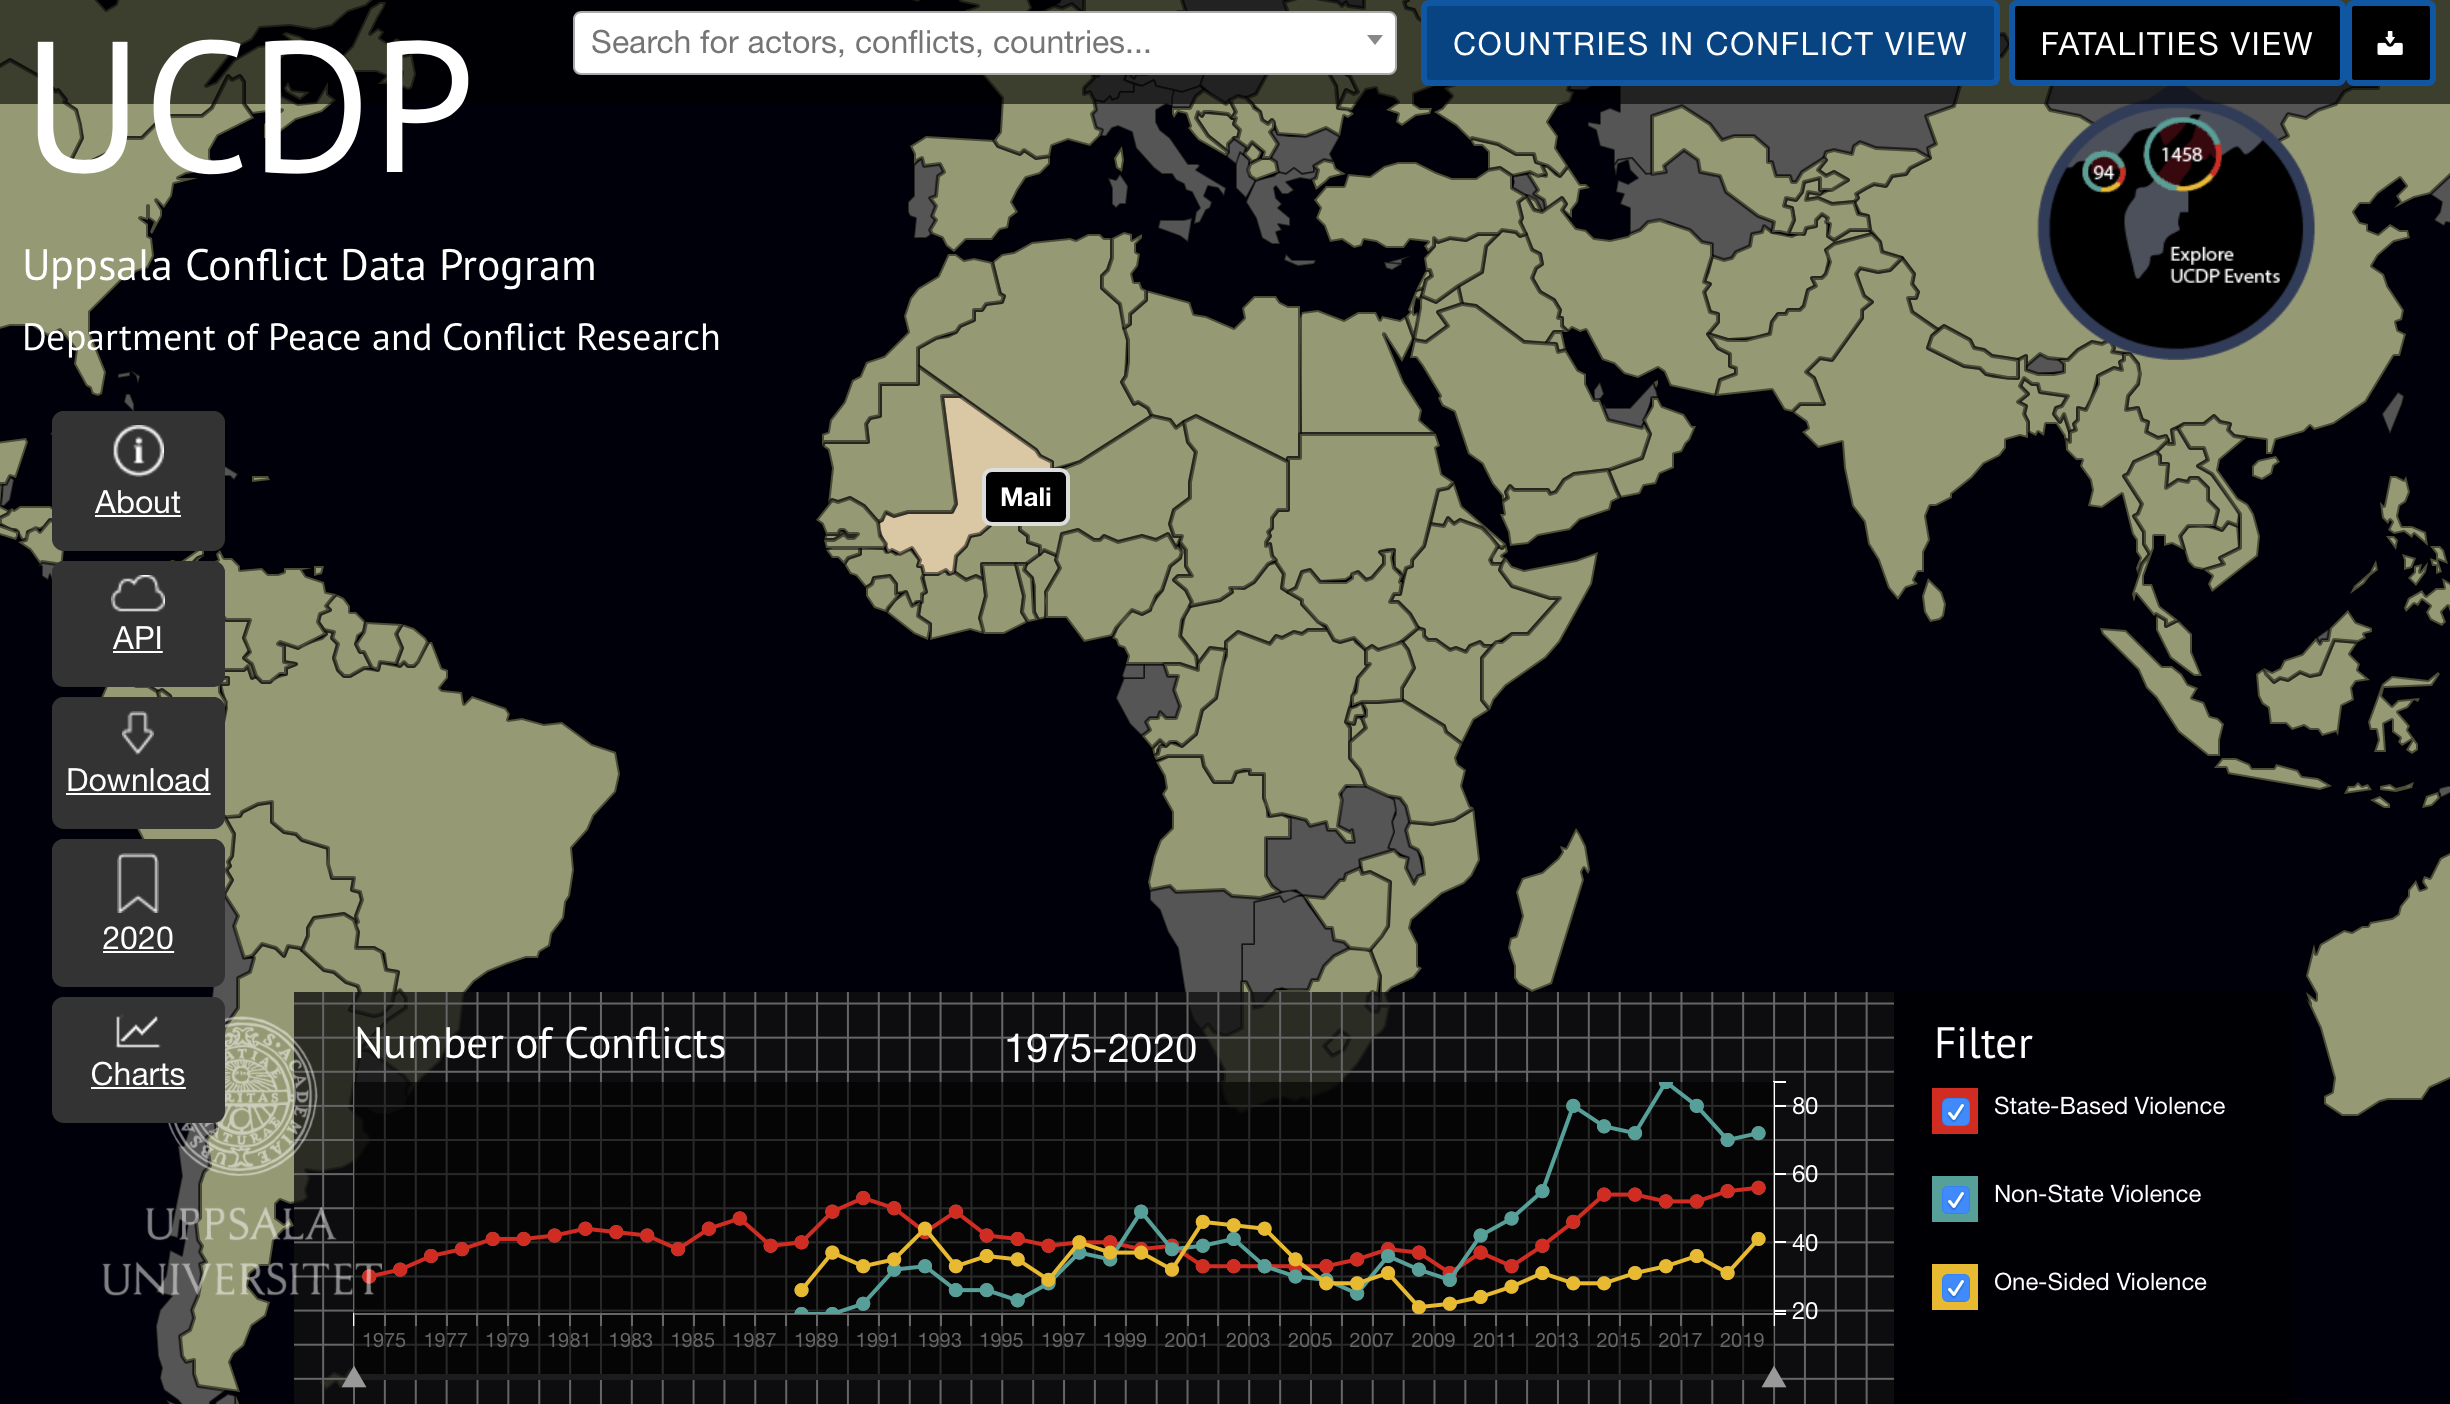 UCDP
Search for actors, conflicts, countries...
COUNTRIES IN CONFLICT VIEW
FATALITIES VIEW
94
1458
Explore
UCDP Events
Uppsala Conflict Data Program
Department of Peace and Conflict Research
About
API
Download
2020
Charts
Mali
UPPSALA
UNIVERSITET
Number of Conflicts
1975-2020
80
60
40
20
1975 1977 1979 1981 1983 1985 1987 1989 1991 1993 1995 1997 1999 2001 2003 2005 2007 2009 2011 2013 2015 2017 2019
Filter
State-Based Violence
Non-State Violence
One-Sided Violence